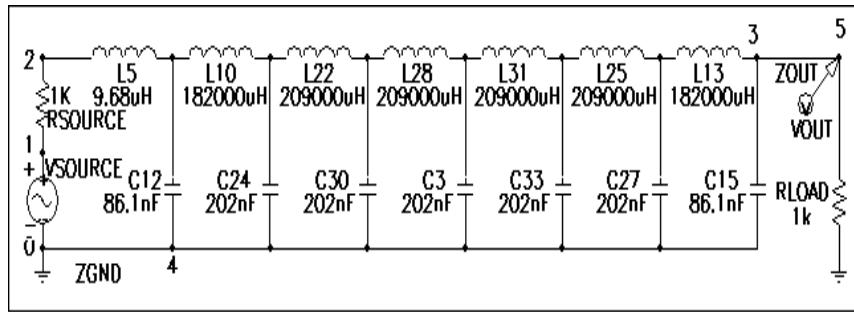 2 3 5
L5 L10 L22 L28 L31 L25 L13 ZOUT
1K 9.68uH 182000uH 209000uH 209000uH 209000uH 209000uH 182000uH
RSOURCE VOUT
1
+ VSOURCE C12 C24 C30 C3 C33 C27 C15 RLOAD
86.1nF 202nF 202nF 202nF 202nF 202nF 86.1nF 1k
-
0 4
ZGND